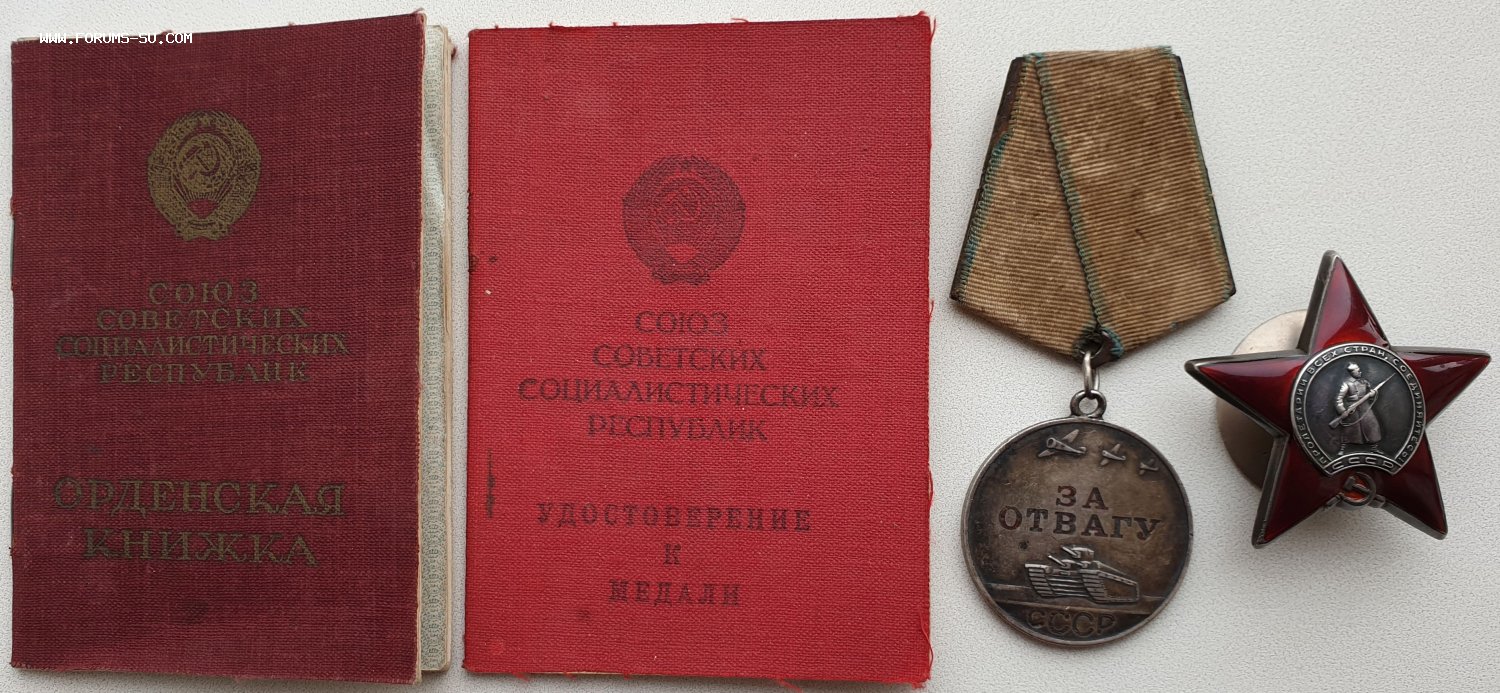 WWW.FORUMS-SU.COM
СОЮЗ
СОВЕТСКИХ
СОЦИАЛИСТИЧЕСКИХ
РЕСПУБЛИК
ОРДЕНСКАЯ
КНИЖКА
СОЮЗ
СОВЕТСКИХ
СОЦИАЛИСТИЧЕСКИХ
РЕСПУБЛИК
УДОСТОВЕРЕНИЕ
К
МЕДАЛИ
ЗА
ОТВАГУ
СССР
ПРОЛЕТАРИИ ВСЕХ СТРАН, СОЕДИНЯЙТЕСЬ!
СССР